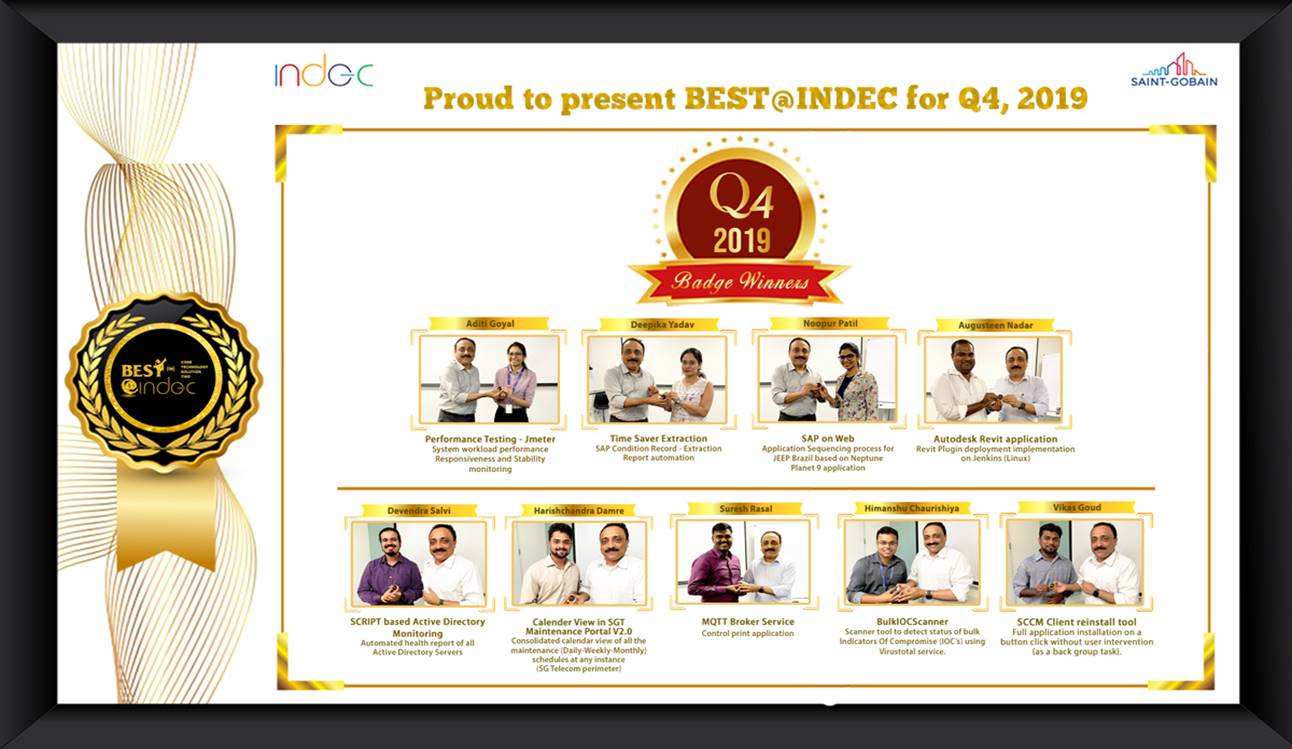 indec
SAINT-GOBAIN
Proud to present BEST@INDEC for Q4, 2019
Q4
2019
Badge Winners
BEST (in)
CORE
TECHNOLOGY
SOLUTION
TIME
@indec
Aditi Goyal
Performance Testing - Jmeter
System workload performance
Responsiveness and Stability
monitoring
Deepika Yadav
Time Saver Extraction
SAP Condition Record - Extraction
Report automation
Noopur Patil
SAP on Web
Application Sequencing process for
JEEP Brazil based on Neptune
Planet 9 application
Augusteen Nadar
Autodesk Revit application
Revit Plugin deployment implementation
on Jenkins (Linux)
Devendra Salvi
SCRIPT based Active Directory
Monitoring
Automated health report of all
Active Directory Servers
Harishchandra Damre
Calender View in SGT
Maintenance Portal V2.0
Consolidated calendar view of all the
maintenance (Daily-Weekly-Monthly)
schedules at any instance
(SG Telecom perimeter)
Suresh Rasal
MQTT Broker Service
Control print application
Himanshu Chaurishiya
BulkIOCScanner
Scanner tool to detect status of bulk
Indicators Of Compromise (IOC's) using
Virustotal service.
Vikas Goud
SCCM Client reinstall tool
Full application installation on a
button click without user intervention
(as a back group task).